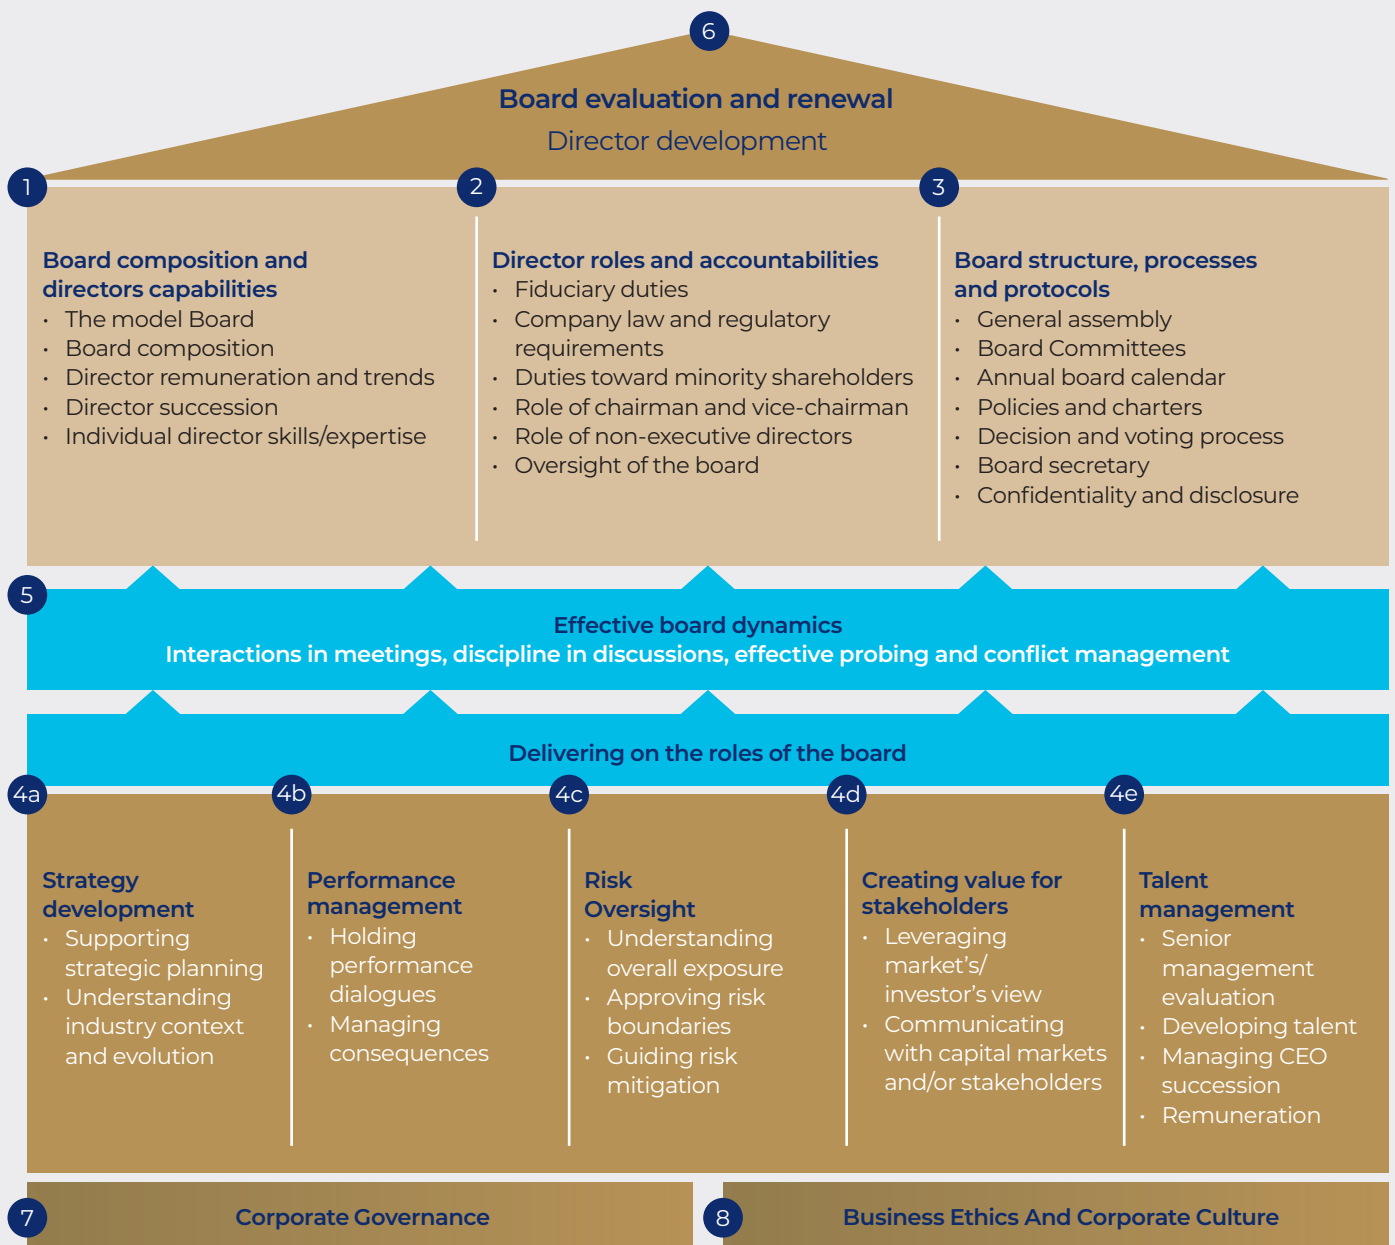 6
Board evaluation and renewal
Director development
1
Board composition and
directors capabilities
• The model Board
• Board composition
• Director remuneration and trends
• Director succession
• Individual director skills/expertise
2
Director roles and accountabilities
• Fiduciary duties
• Company law and regulatory
requirements
• Duties toward minority shareholders
• Role of chairman and vice-chairman
• Role of non-executive directors
• Oversight of the board
3
Board structure, processes
and protocols
• General assembly
• Board Committees
• Annual board calendar
• Policies and charters
• Decision and voting process
• Board secretary
• Confidentiality and disclosure
5
Effective board dynamics
Interactions in meetings, discipline in discussions, effective probing and conflict management
Delivering on the roles of the board
4a
Strategy
development
• Supporting
strategic planning
• Understanding
industry context
and evolution
4b
Performance
management
• Holding
performance
dialogues
• Managing
consequences
4c
Risk
Oversight
• Understanding
overall exposure
• Approving risk
boundaries
• Guiding risk
mitigation
4d
Creating value for
stakeholders
• Leveraging
market's/
investor's view
• Communicating
with capital markets
and/or stakeholders
4e
Talent
management
• Senior
management
evaluation
• Developing talent
• Managing CEO
succession
• Remuneration
7
Corporate Governance
8
Business Ethics And Corporate Culture